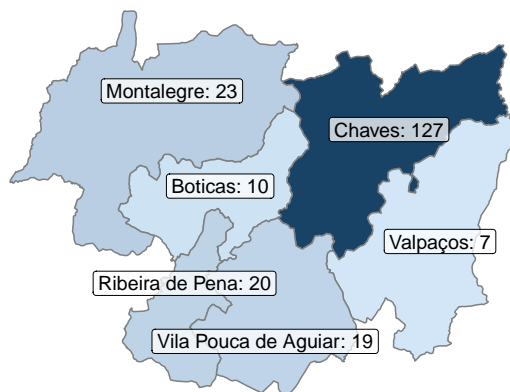 Montalegre: 23
Chaves: 127
Boticas: 10
Valpaços: 7
Ribeira de Pena: 20
Vila Pouca de Aguiar: 19